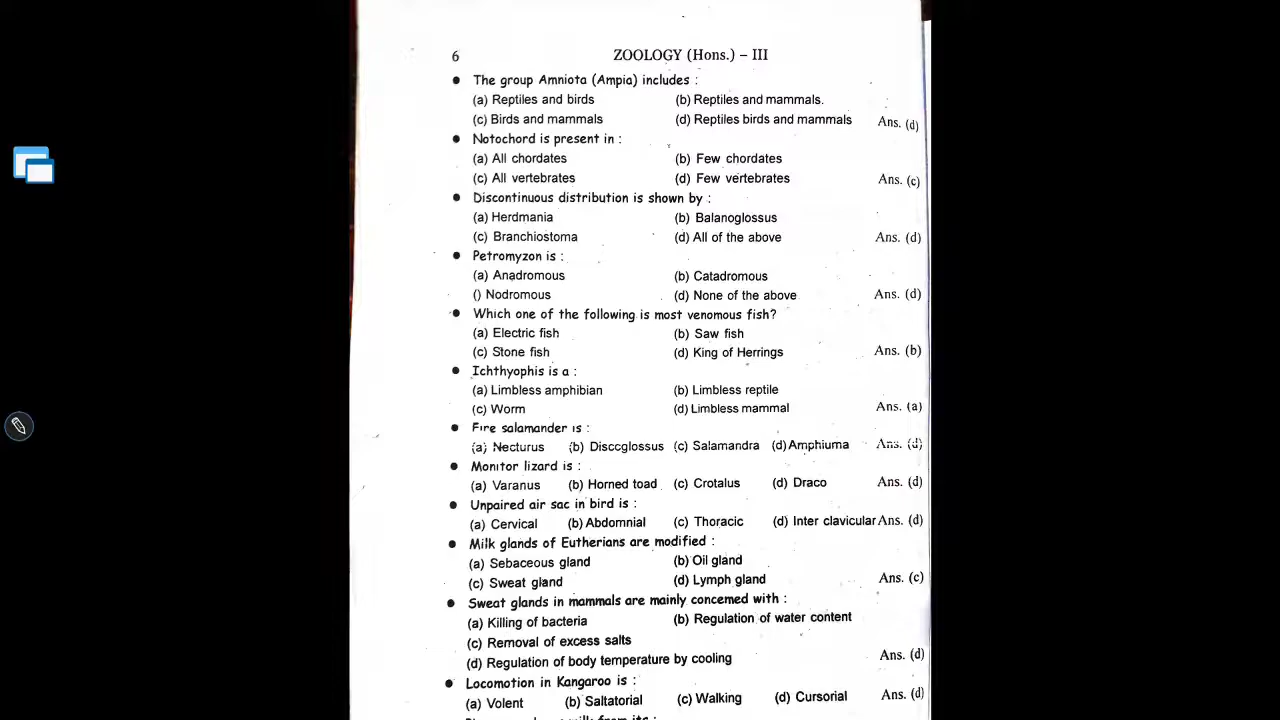 6 ZOOLOGY (Hons.) – III
• The group Amniota (Ampia) includes :
(a) Reptiles and birds (b) Reptiles and mammals.
(c) Birds and mammals (d) Reptiles birds and mammals Ans. (d)
• Notochord is present in :
(a) All chordates (b) Few chordates
(c) All vertebrates (d) Few vertebrates Ans. (c)
• Discontinuous distribution is shown by :
(a) Herdmania (b) Balanoglossus
(c) Branchiostoma (d) All of the above Ans. (d)
• Petromyzon is :
(a) Anadromous (b) Catadromous
() Nodromous (d) None of the above Ans. (d)
• Which one of the following is most venomous fish?
(a) Electric fish (b) Saw fish
(c) Stone fish (d) King of Herrings Ans. (b)
• Ichthyophis is a :
(a) Limbless amphibian (b) Limbless reptile
(c) Worm (d) Limbless mammal Ans. (a)
• Fire salamander is :
(a) Necturus (b) Disccglossus (c) Salamandra (d) Amphiuma Ans. (d)
• Monitor lizard is :
(a) Varanus (b) Horned toad (c) Crotalus (d) Draco Ans. (d)
• Unpaired air sac in bird is :
(a) Cervical (b) Abdomnial (c) Thoracic (d) Inter clavicular Ans. (d)
• Milk glands of Eutherians are modified :
(a) Sebaceous gland (b) Oil gland
(c) Sweat gland (d) Lymph gland Ans. (c)
• Sweat glands in mammals are mainly concemed with :
(a) Killing of bacteria (b) Regulation of water content
(c) Removal of excess salts
(d) Regulation of body temperature by cooling Ans. (d)
• Locomotion in Kangaroo is :
(a) Volent (b) Saltatorial (c) Walking (d) Cursorial Ans. (d)
milk from its :